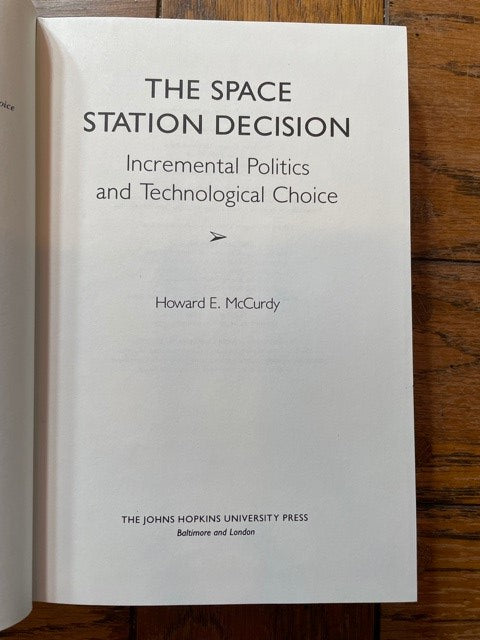 oice
THE SPACE
STATION DECISION
Incremental Politics
and Technological Choice
Howard E. McCurdy
THE JOHNS HOPKINS UNIVERSITY PRESS
Baltimore and London